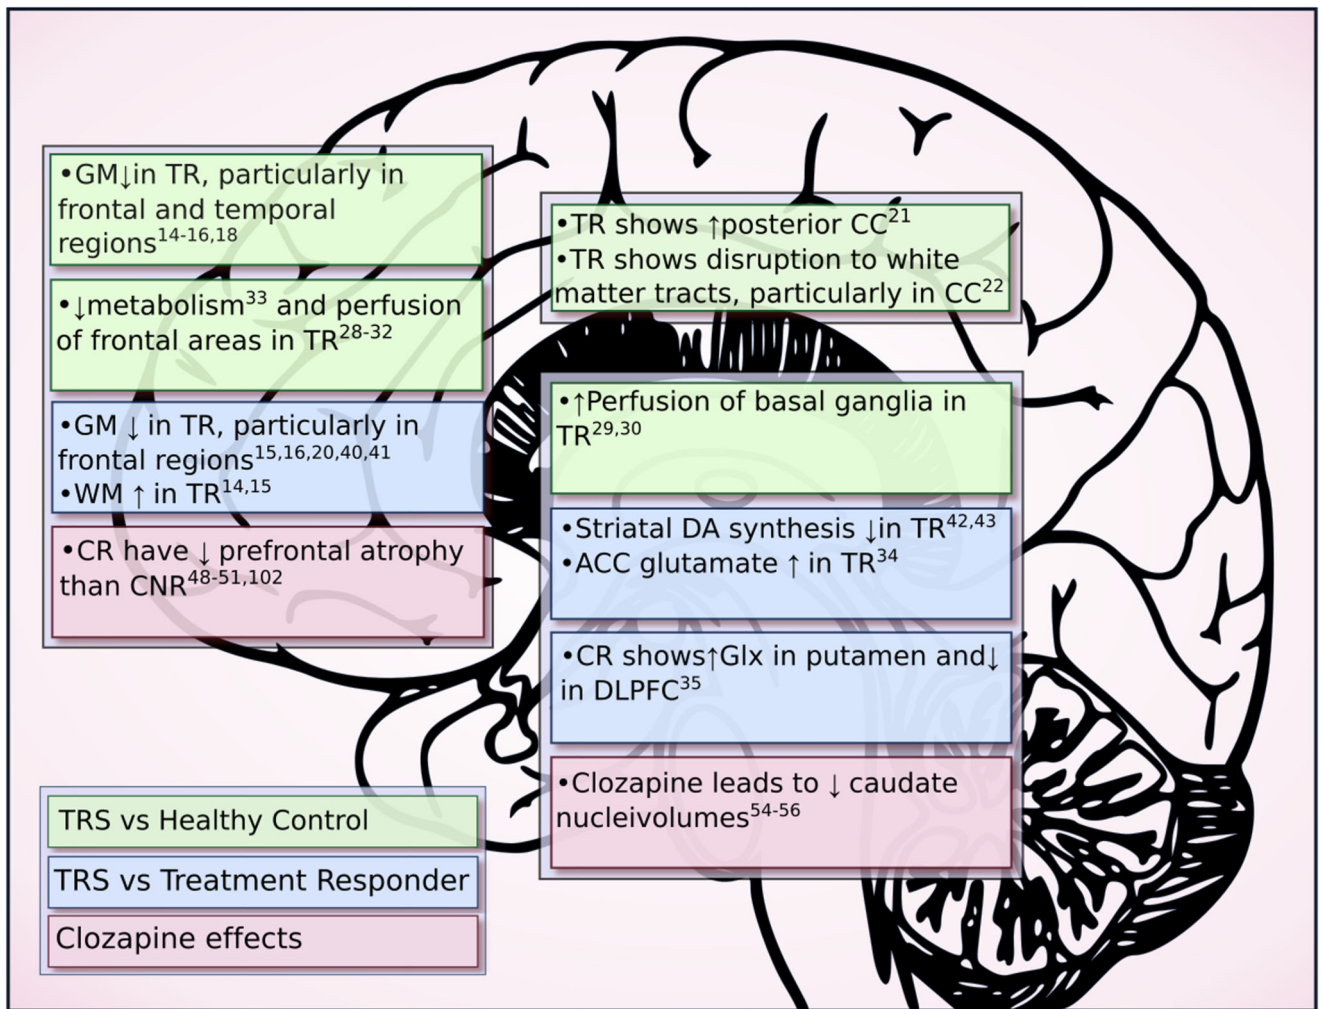 •GM↓in TR, particularly in
frontal and temporal
regions14-16,18
•↓metabolism33 and perfusion
of frontal areas in TR28-32
•GM ↓ in TR, particularly in
frontal regions15,16,20,40,41
•WM ↑ in TR14,15
•CR have ↓ prefrontal atrophy
than CNR48-51,102
•TR shows ↑posterior CC21
•TR shows disruption to white
matter tracts, particularly in CC22
•↑Perfusion of basal ganglia in
TR29,30
•Striatal DA synthesis ↓in TR42,43
•ACC glutamate ↑ in TR34
•CR shows↑Glx in putamen and↓
in DLPFC35
•Clozapine leads to ↓ caudate
nucleivolumes54-56
TRS vs Healthy Control
TRS vs Treatment Responder
Clozapine effects